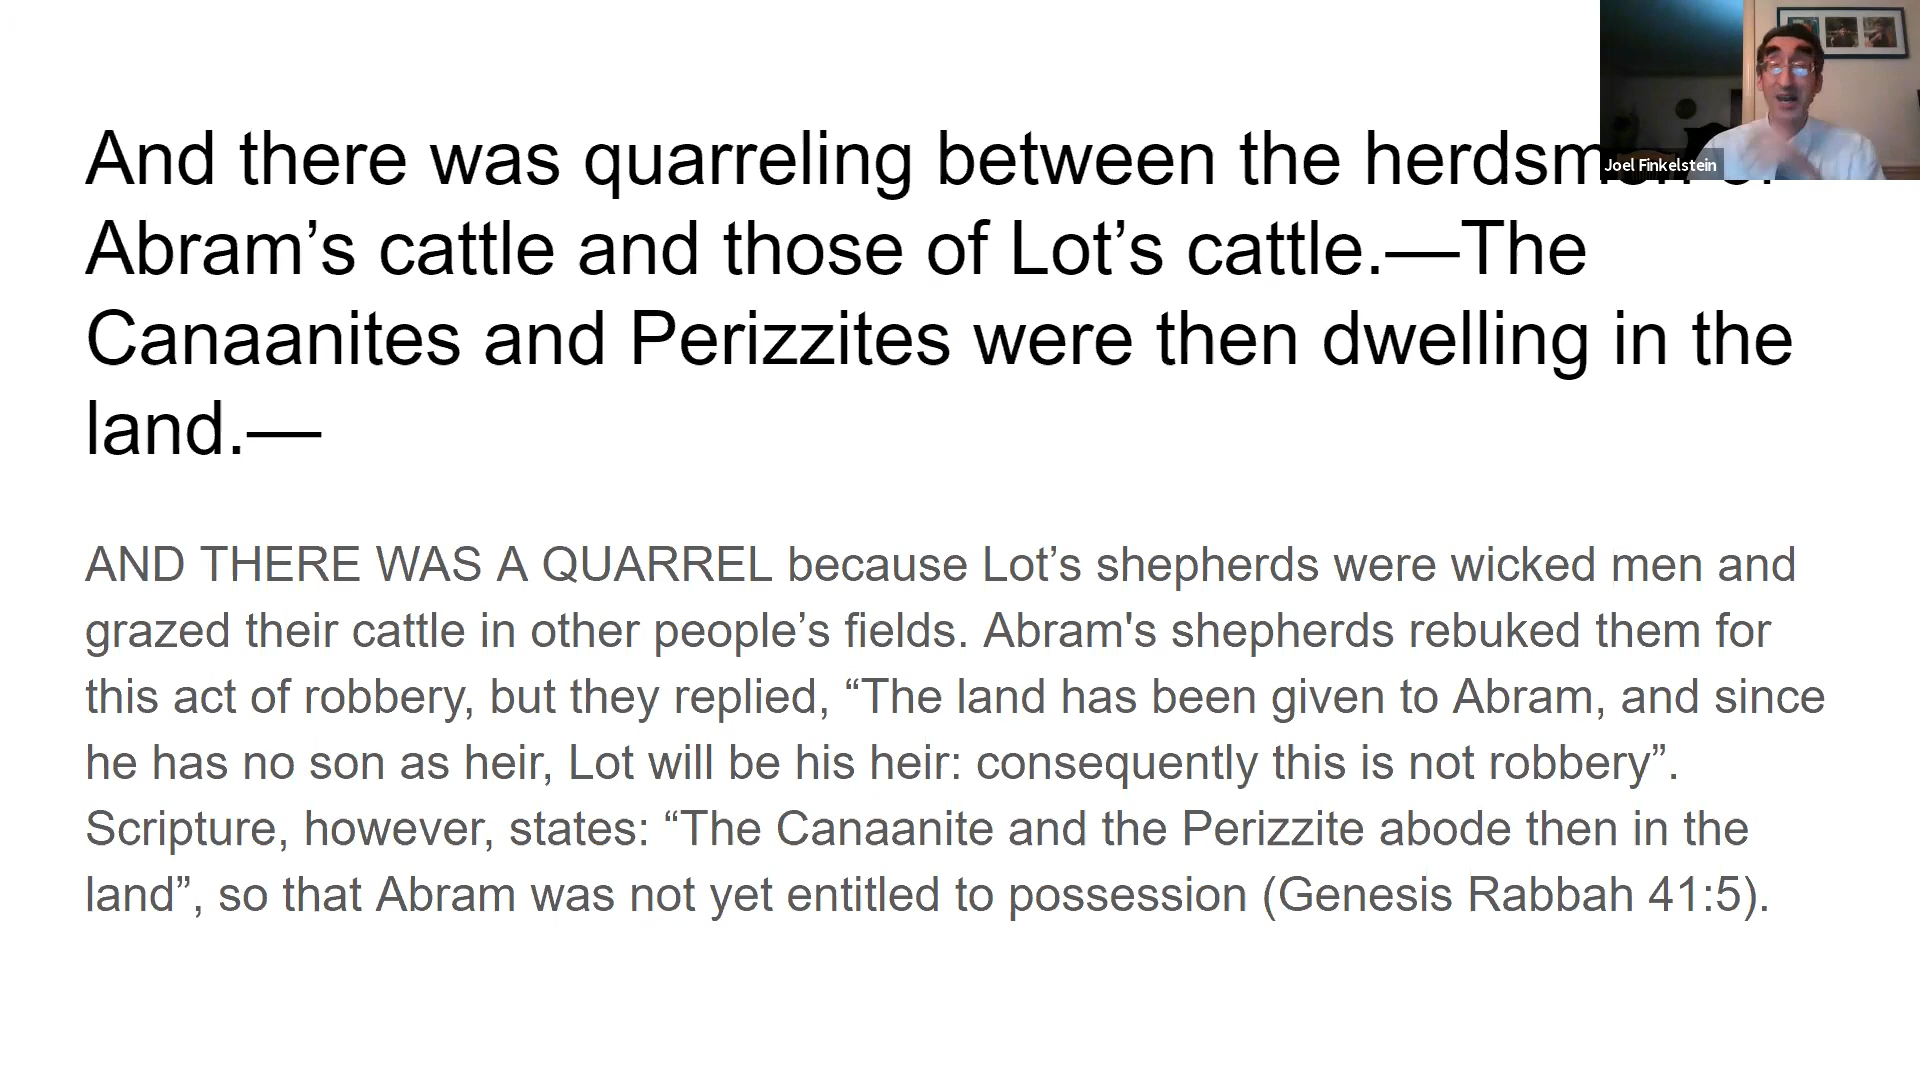 And there was quarreling between the
Abram’s cattle and those of Lot’s cattle.—The
Canaanites and Perizzites were then dwelling in the
land.—
AND THERE WAS A QUARREL because Lot’s shepherds were wicked men and
grazed their cattle in other people’s fields. Abram's shepherds rebuked them for
this act of robbery, but they replied, “The land has been given to Abram, and since
he has no son as heir, Lot will be his heir: consequently this is not robbery”.
Scripture, however, states: “The Canaanite and the Perizzite abode then in the
land”, so that Abram was not yet entitled to possession (Genesis Rabbah 41:5).
Joel Finkelstein